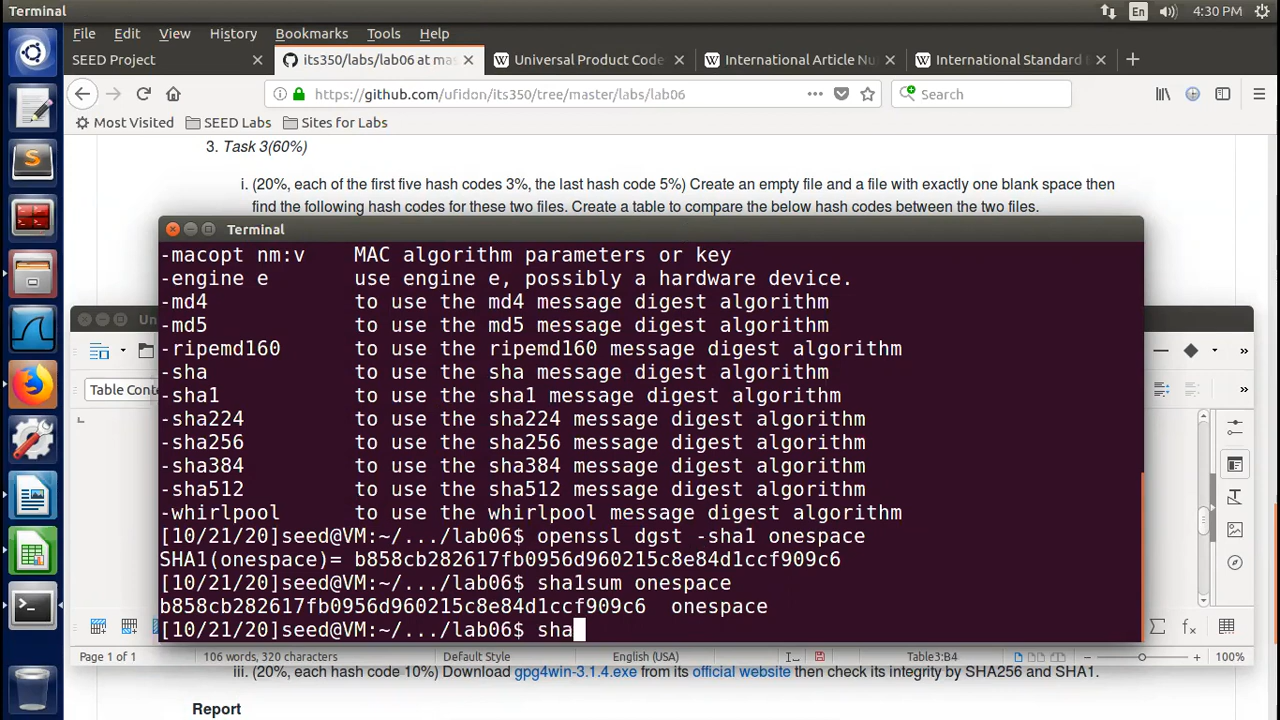 Terminal
En
4:30 PM
File Edit View History Bookmarks Tools Help
SEED Project
its350/labs/lab06 at mas
Universal Product Code
International Article Nu
International Standard
https://github.com/ufidon/its350/tree/master/labs/lab06
Search
Most Visited SEED Labs Sites for Labs
3. Task 3(60%)
i. (20%, each of the first five hash codes 3%, the last hash code 5%) Create an empty file and a file with exactly one blank space then
find the following hash codes for these two files. Create a table to compare the below hash codes between the two files.
Terminal
-macopt nm:v MAC algorithm parameters or key
-engine e use engine e, possibly a hardware device.
-md4 to use the md4 message digest algorithm
-md5 to use the md5 message digest algorithm
-ripemd160 to use the ripemd160 message digest algorithm
-sha to use the sha message digest algorithm
-sha1 to use the sha1 message digest algorithm
-sha224 to use the sha224 message digest algorithm
-sha256 to use the sha256 message digest algorithm
-sha384 to use the sha384 message digest algorithm
-sha512 to use the sha512 message digest algorithm
-whirlpool to use the whirlpool message digest algorithm
[10/21/20]seed@VM:~/.../lab06$ openssl dgst -sha1 onespace
SHA1(onespace)= b858cb282617fb0956d960215c8e84d1ccf909c6
[10/21/20]seed@VM:~/.../lab06$ sha1sum onespace
b858cb282617fb0956d960215c8e84d1ccf909c6 onespace
[10/21/20]seed@VM:~/.../lab06$ sha
Un
Table Conte
Page 1 of 1 106 words, 320 characters Default Style English (USA) Table3:B4 100%
iii. (20%, each hash code 10%) Download gpg4win-3.1.4.exe from its official website then check its integrity by SHA256 and SHA1.
Report